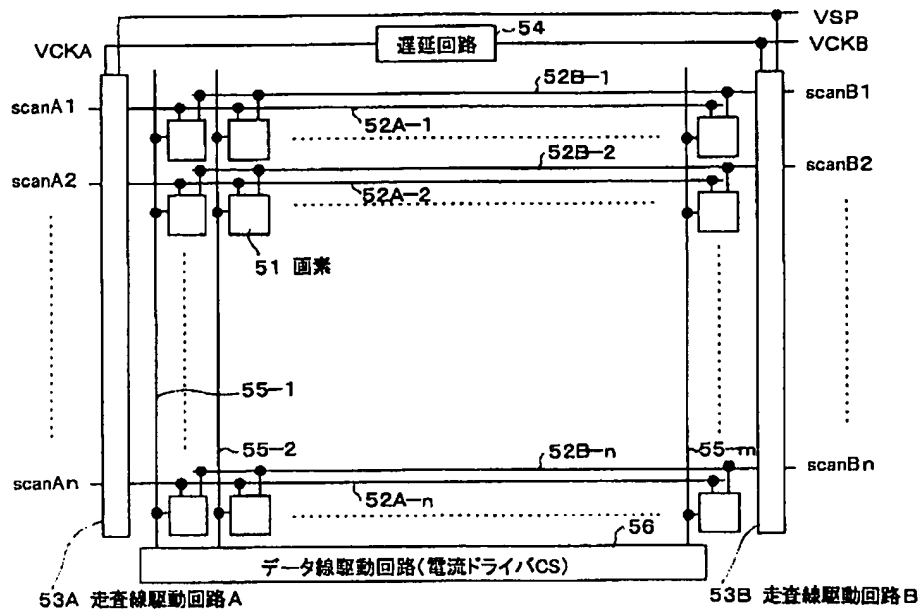 VSP
54
遅延回路
VCKA
VCKB
52B-1
scanA1
scanB1
52A-1
52B-2
scanA2
scanB2
52A-2
51 画素
55-1
55-2
52B-n
55-m
scanAn
scanBn
52A-n
56
データ線駆動回路(電流ドライバCS)
53A 走査線駆動回路A
53B 走査線駆動回路B